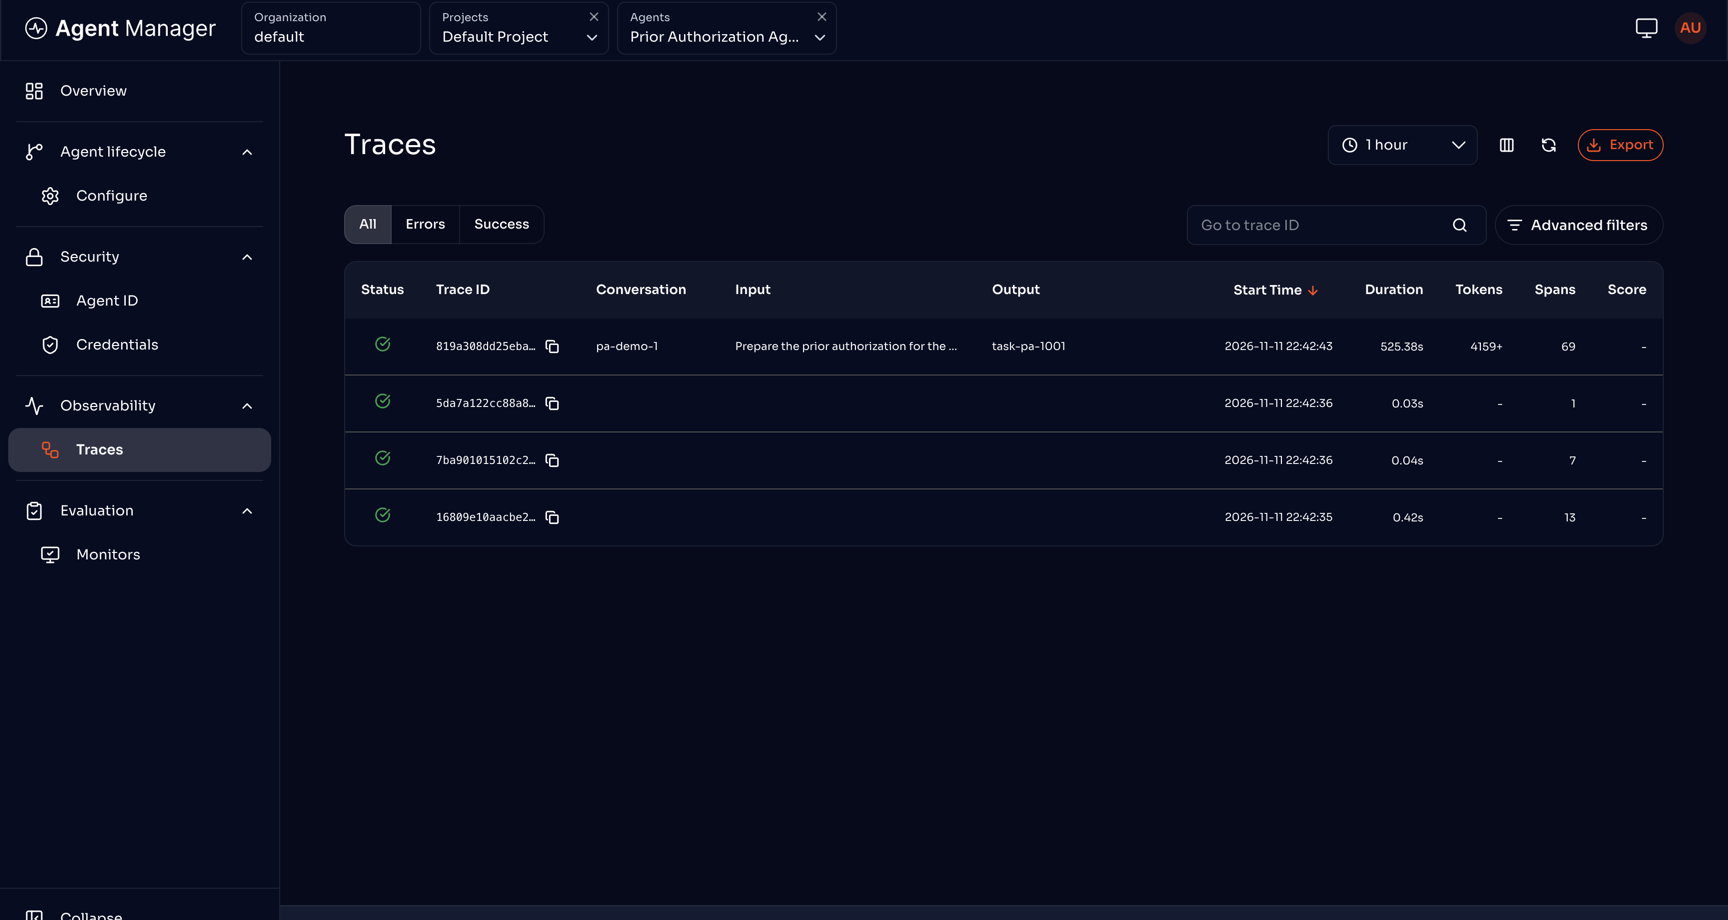 Agent Manager
Organization
default
Projects
Default Project
Agents
Prior Authorization Ag...
AU
Overview
Agent lifecycle
Configure
Security
Agent ID
Credentials
Observability
Traces
Evaluation
Monitors
Collapse
Traces
1 hour
Export
All Errors Success
Go to trace ID
Advanced filters
Status Trace ID Conversation Input Output Start Time Duration Tokens Spans Score
819a308dd25eba... pa-demo-1 Prepare the prior authorization for the ... task-pa-1001 2026-11-11 22:42:43 525.38s 4159+ 69 -
5da7a122cc88a8... 2026-11-11 22:42:36 0.03s - 1 -
7ba901015102c2... 2026-11-11 22:42:36 0.04s - 7 -
16809e10aacbe2... 2026-11-11 22:42:35 0.42s - 13 -